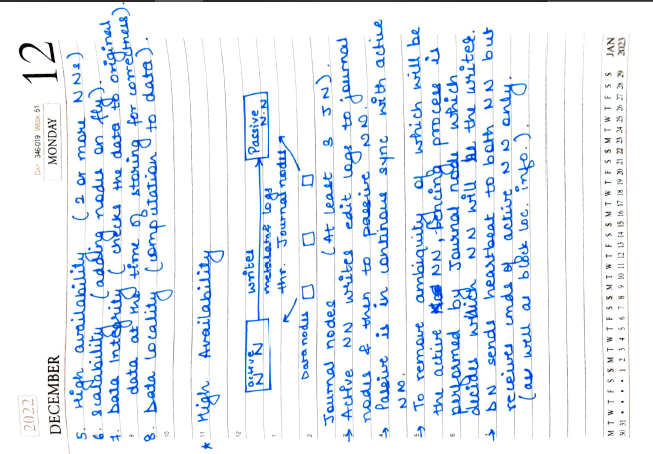 2022
DECEMBER
DAY 346-019 WEEK 51
MONDAY
12
5. High availability (2 or more NNs)
6. Scalability (adding nodes on fly).
7. Data Integrity (checks the data to original
data at the time of storing for correctness).
8. Data locality (computation to data).
* High Availability
active
NN
writes
metadata logs
thr. Journal nodes
Passive
NN
Data nodes
Journal nodes (At least 3 JN).
→ Active NN writes edit logs to journal
nodes & then to passive NN.
→ Passive is in continous sync with active
NN.
→ To remove ambiguity of which will be
the active NN, fencing process is
performed by Journal node which
decides which NN will be the writer.
→ DN sends heartbeat to both NN but
receives cmds of active NN only.
(as well as block loc. info.).
9
10
11
12
1
2
3
4
5
6
7
M T W T F S S M T W T F S S M T W T F S S M T W T F S S M T W T F S S
30 31 • • • • 1 2 3 4 5 6 7 8 9 10 11 12 13 14 15 16 17 18 19 20 21 22 23 24 25 26 27 28 29
JAN
2023